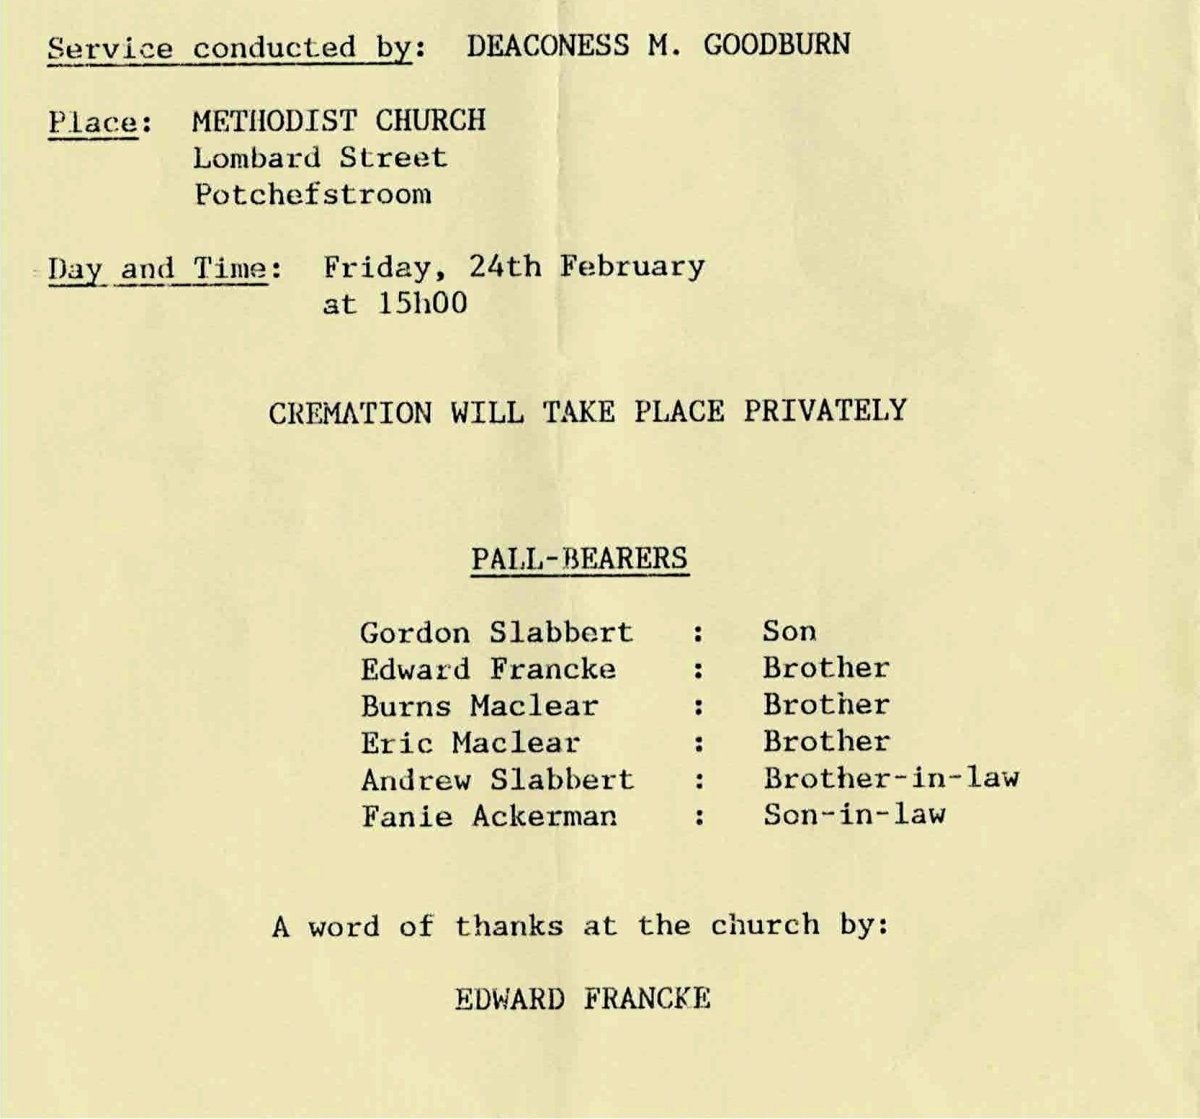 Service conducted by: DEACONESS M. GOODBURN
Place: METHODIST CHURCH
Lombard Street
Potchefstroom
Day and Time: Friday, 24th February
at 15h00
CREMATION WILL TAKE PLACE PRIVATELY
PALL-BEARERS
Gordon Slabbert : Son
Edward Francke : Brother
Burns Maclear : Brother
Eric Maclear : Brother
Andrew Slabbert : Brother-in-law
Fanie Ackerman : Son-in-law
A word of thanks at the church by:
EDWARD FRANCKE